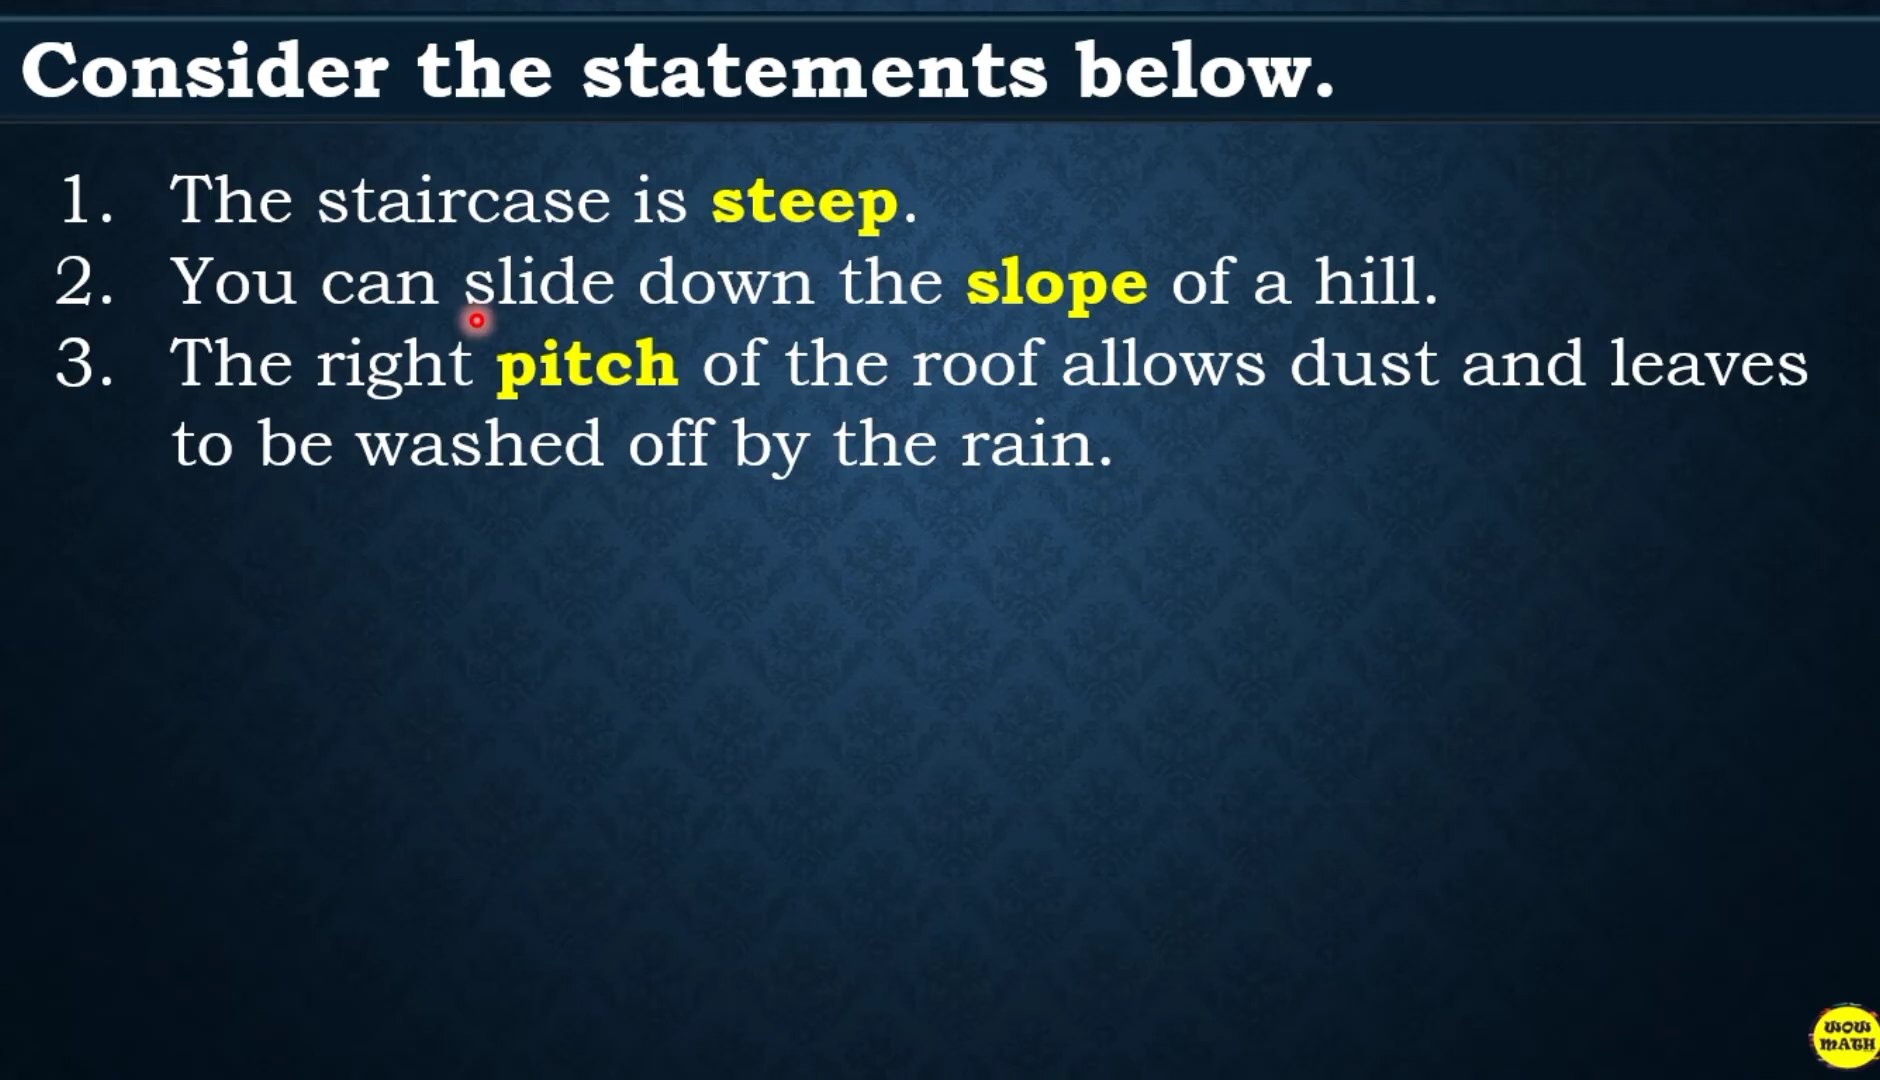 Consider the statements below.
1. The staircase is steep.
2. You can slide down the slope of a hill.
3. The right pitch of the roof allows dust and leaves
to be washed off by the rain.
WOW
MATH